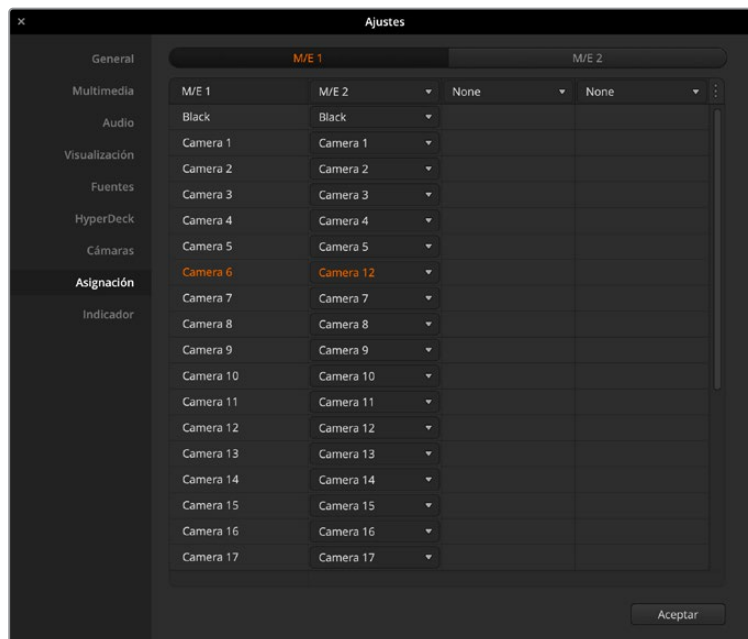 Ajustes
General
Multimedia
Audio
Visualización
Fuentes
HyperDeck
Cámaras
Asignación
Indicador
M/E 1 M/E 2
M/E 1 M/E 2 None None
Black Black
Camera 1 Camera 1
Camera 2 Camera 2
Camera 3 Camera 3
Camera 4 Camera 4
Camera 5 Camera 5
Camera 6 Camera 12
Camera 7 Camera 7
Camera 8 Camera 8
Camera 9 Camera 9
Camera 10 Camera 10
Camera 11 Camera 11
Camera 12 Camera 12
Camera 13 Camera 13
Camera 14 Camera 14
Camera 15 Camera 15
Camera 16 Camera 16
Camera 17 Camera 17
Aceptar